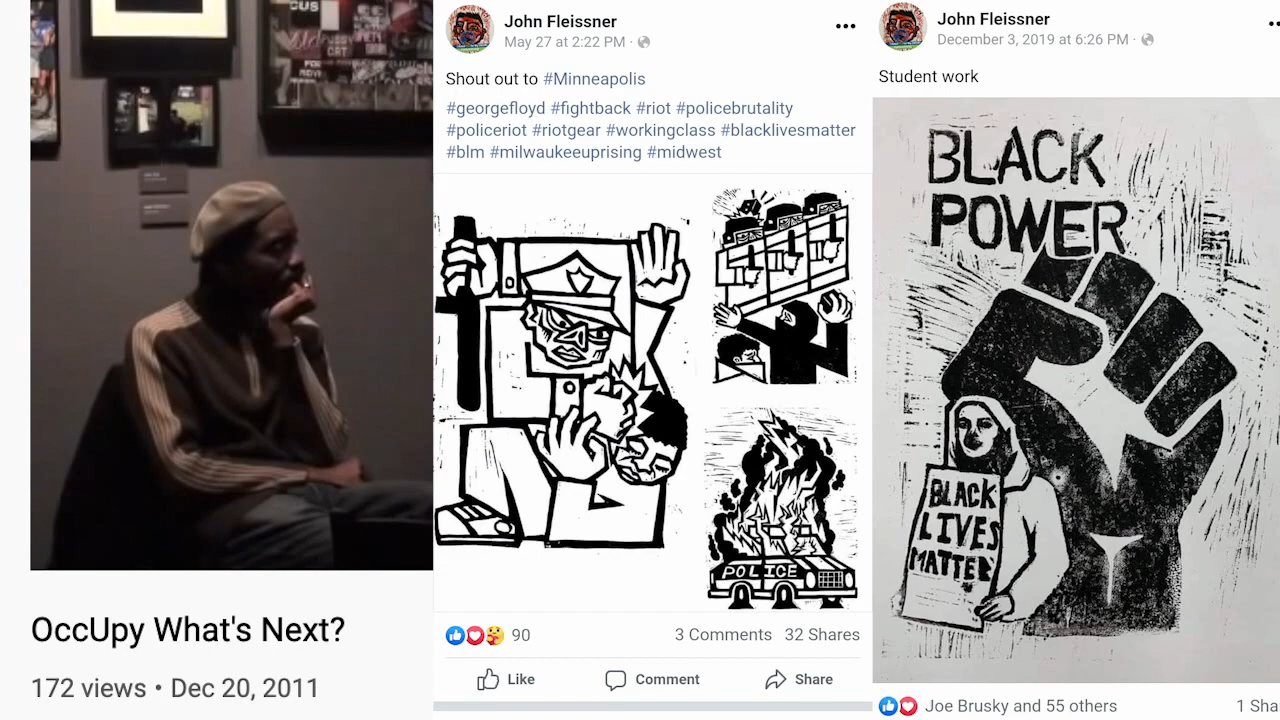 OccUpy What's Next?
172 views • Dec 20, 2011
John Fleissner
May 27 at 2:22 PM ·
Shout out to #Minneapolis
#georgefloyd #fightback #riot #policebrutality
#policeriot #riotgear #workingclass #blacklivesmatter
#blm #milwaukeeuprising #midwest
POLICE
90
3 Comments 32 Shares
Like Comment Share
John Fleissner
December 3, 2019 at 6:26 PM ·
Student work
BLACK
POWER
BLACK
LIVES
MATTER
Joe Brusky and 55 others
1 Sha